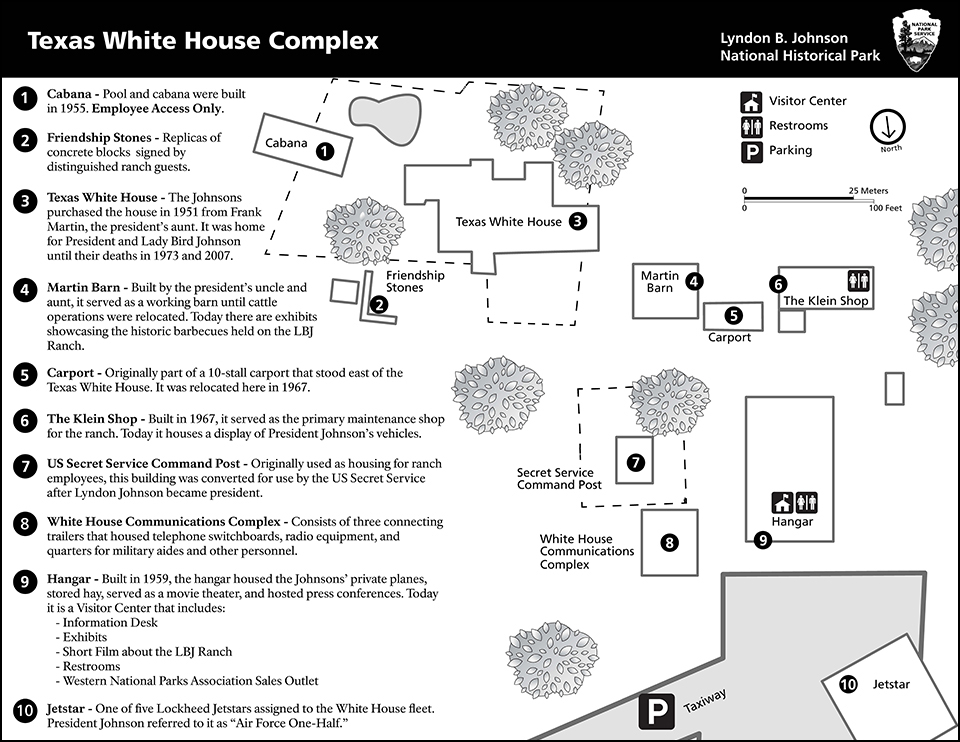 Texas White House Complex
Lyndon B. Johnson
National Historical Park
NATIONAL
PARK
SERVICE
1
Cabana - Pool and cabana were built
in 1955. Employee Access Only.
2
Friendship Stones - Replicas of
concrete blocks signed by
distinguished ranch guests.
3
Texas White House - The Johnsons
purchased the house in 1951 from Frank
Martin, the president's aunt. It was home
for President and Lady Bird Johnson
until their deaths in 1973 and 2007.
4
Martin Barn - Built by the president's uncle and
aunt, it served as a working barn until cattle
operations were relocated. Today there are exhibits
showcasing the historic barbecues held on the LBJ
Ranch.
5
Carport - Originally part of a 10-stall carport that stood east of the
Texas White House. It was relocated here in 1967.
6
The Klein Shop - Built in 1967, it served as the primary maintenance shop
for the ranch. Today it houses a display of President Johnson's vehicles.
7
US Secret Service Command Post - Originally used as housing for ranch
employees, this building was converted for use by the US Secret Service
after Lyndon Johnson became president.
8
White House Communications Complex - Consists of three connecting
trailers that housed telephone switchboards, radio equipment, and
quarters for military aides and other personnel.
9
Hangar - Built in 1959, the hangar housed the Johnsons' private planes,
stored hay, served as a movie theater, and hosted press conferences. Today
it is a Visitor Center that includes:
- Information Desk
- Exhibits
- Short Film about the LBJ Ranch
- Restrooms
- Western National Parks Association Sales Outlet
10
Jetstar - One of five Lockheed Jetstars assigned to the White House fleet.
President Johnson referred to it as "Air Force One-Half."
Visitor Center
Restrooms
P Parking
North
0 25 Meters
0 100 Feet
Cabana 1
Texas White House 3
Friendship
Stones
2
Martin
Barn
4
5
Carport
6
The Klein Shop
7
Secret Service
Command Post
White House
Communications
Complex
8
Hangar
9
10 Jetstar
P
Taxiway